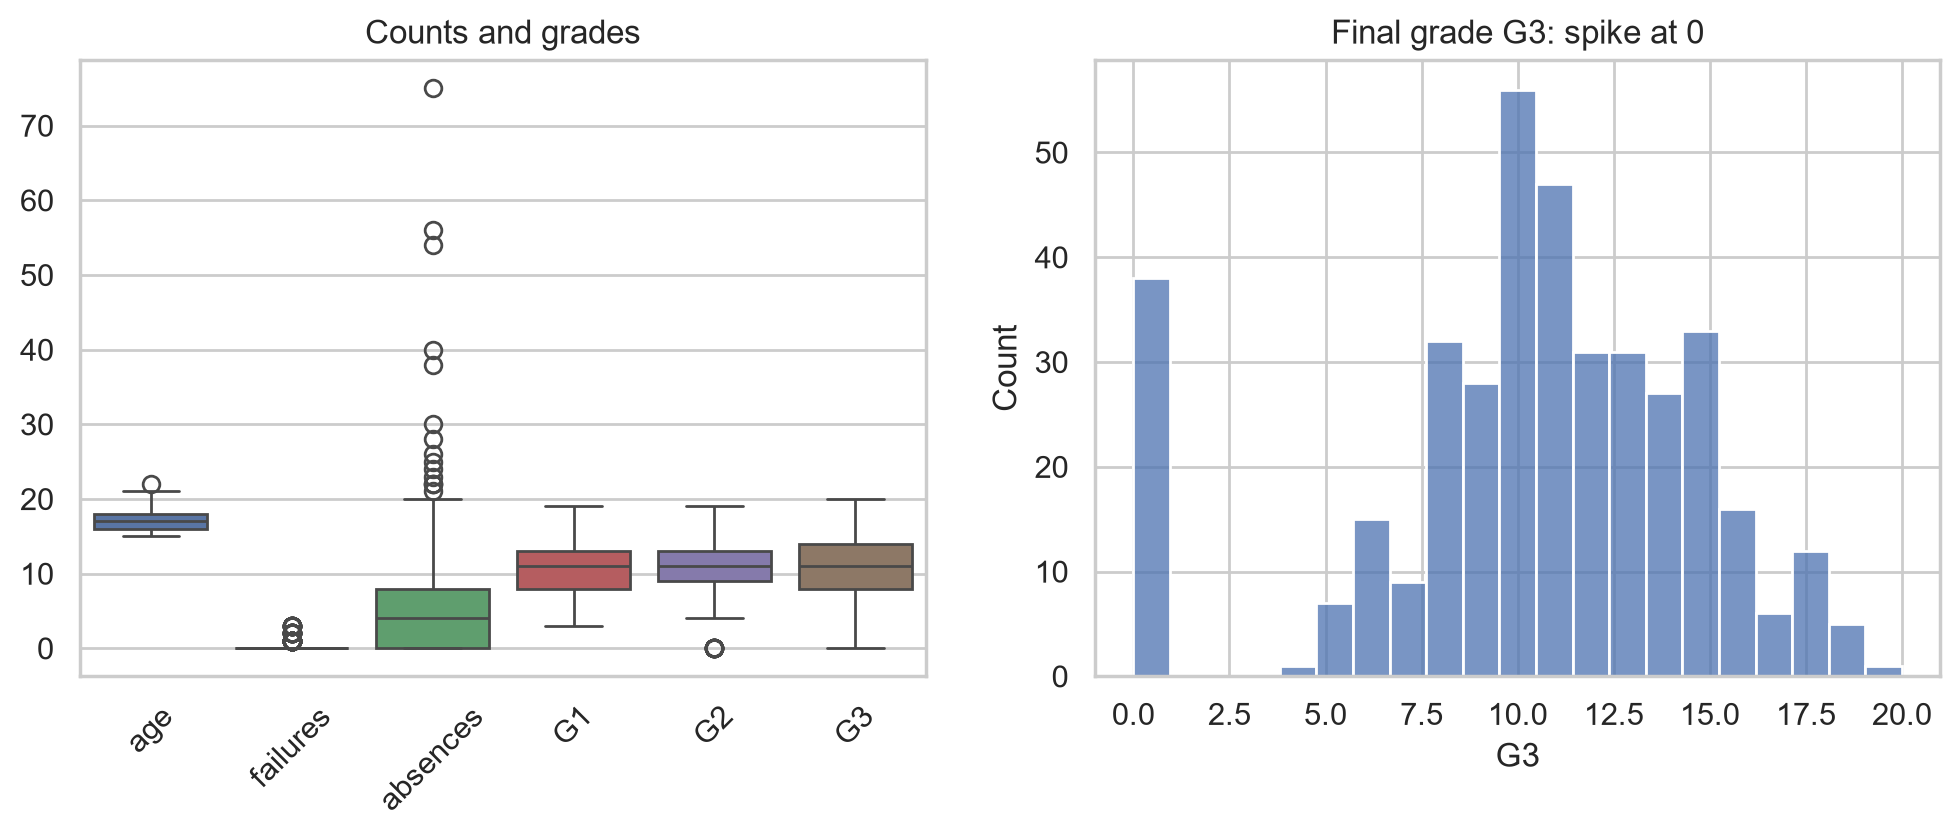 Counts and grades
70
60
50
40
30
20
10
0
age
failures
absences
G1
G2
G3
Final grade G3: spike at 0
Count
50
40
30
20
10
0
0.0 2.5 5.0 7.5 10.0 12.5 15.0 17.5 20.0
G3